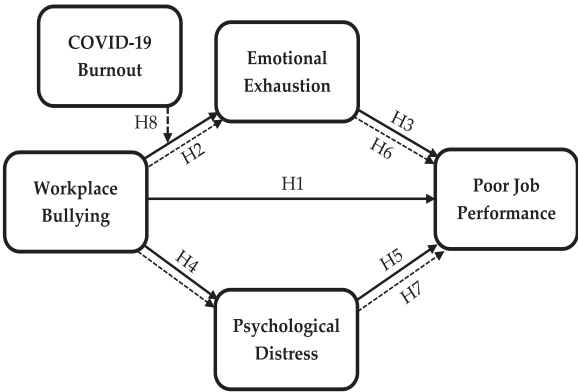 COVID-19
Burnout
Emotional
Exhaustion
H8
H2
H3
H6
Workplace
Bullying
H1
Poor Job
Performance
H4
H5
H7
Psychological
Distress